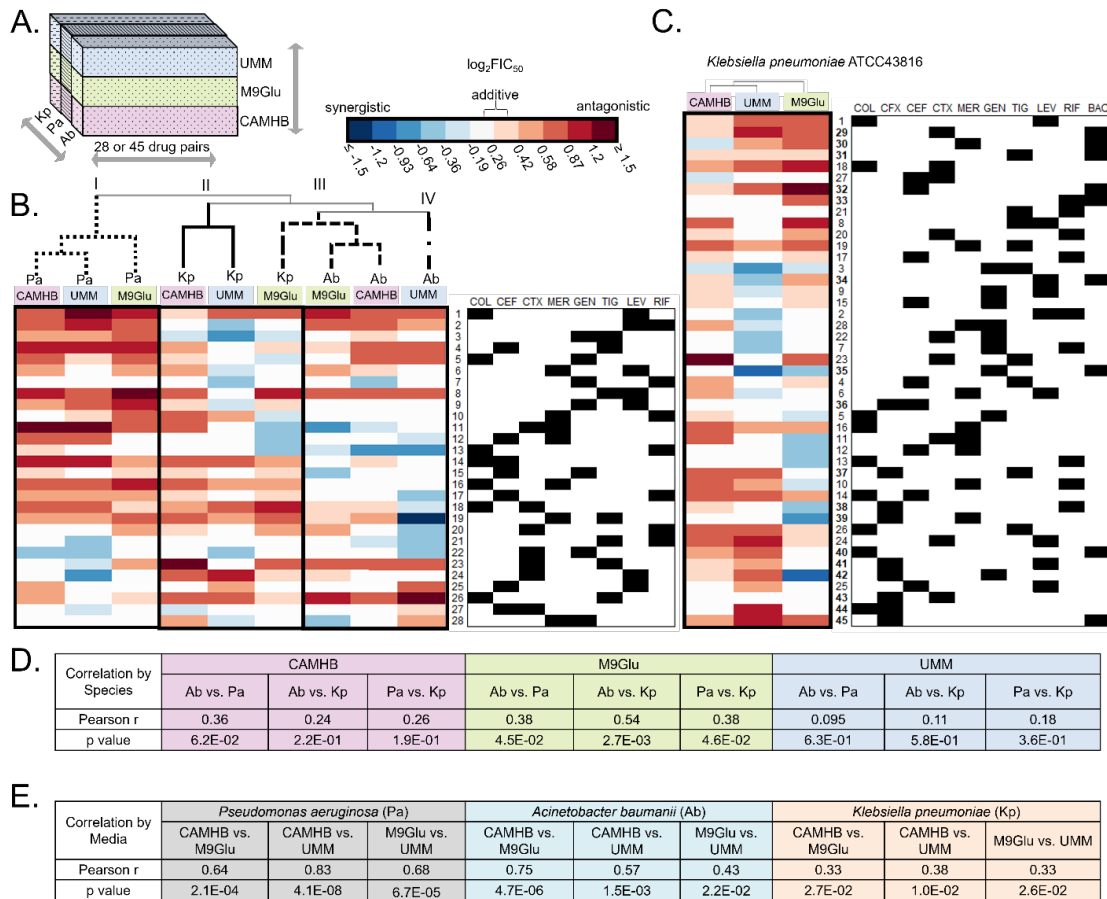 A.
UMM
M9Glu
CAMHB
Kp
Pa
Ab
28 or 45 drug pairs
log2FIC50
additive
synergistic
antagonistic
≤ -1.5
-1.2
-0.93
-0.64
-0.36
-0.19
0.26
0.42
0.58
0.87
1.2
≥ 1.5
B.
I
II
III
IV
Pa Pa Pa Kp Kp Kp Ab Ab Ab
CAMHB UMM M9Glu CAMHB UMM M9Glu M9Glu CAMHB UMM
COL CEF CTX MER GEN TIG LEV RIF
1
2
3
4
5
6
7
8
9
10
11
12
13
14
15
16
17
18
19
20
21
22
23
24
25
26
27
28
C.
Klebsiella pneumoniae ATCC43816
CAMHB UMM M9Glu
COL CFX CEF CTX MER GEN TIG LEV RIF BAC
1
29
30
31
18
27
32
33
21
8
20
19
17
3
34
9
15
2
28
22
7
23
35
4
6
36
5
16
11
12
13
37
10
14
38
39
26
24
40
41
42
25
43
44
45
D.
Correlation by Species
CAMHB M9Glu UMM
Ab vs. Pa Ab vs. Kp Pa vs. Kp Ab vs. Pa Ab vs. Kp Pa vs. Kp Ab vs. Pa Ab vs. Kp Pa vs. Kp
Pearson r 0.36 0.24 0.26 0.38 0.54 0.38 0.095 0.11 0.18
p value 6.2E-02 2.2E-01 1.9E-01 4.5E-02 2.7E-03 4.6E-02 6.3E-01 5.8E-01 3.6E-01
E.
Correlation by Media
Pseudomonas aeruginosa (Pa) Acinetobacter baumanii (Ab) Klebsiella pneumoniae (Kp)
CAMHB vs. M9Glu CAMHB vs. UMM M9Glu vs. UMM CAMHB vs. M9Glu CAMHB vs. UMM M9Glu vs. UMM CAMHB vs. M9Glu CAMHB vs. UMM M9Glu vs. UMM
Pearson r 0.64 0.83 0.68 0.75 0.57 0.43 0.33 0.38 0.33
p value 2.1E-04 4.1E-08 6.7E-05 4.7E-06 1.5E-03 2.2E-02 2.7E-02 1.0E-02 2.6E-02